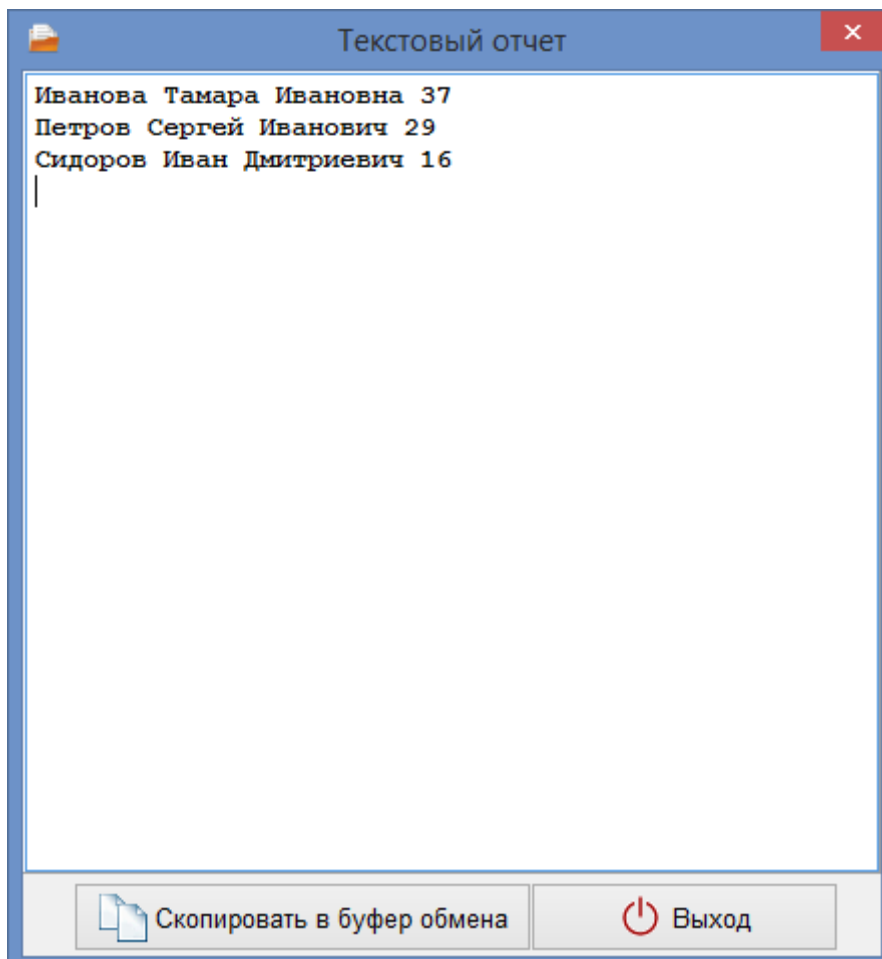 Текстовый отчет
Иванова Тамара Ивановна 37
Петров Сергей Иванович 29
Сидоров Иван Дмитриевич 16
Скопировать в буфер обмена
Выход